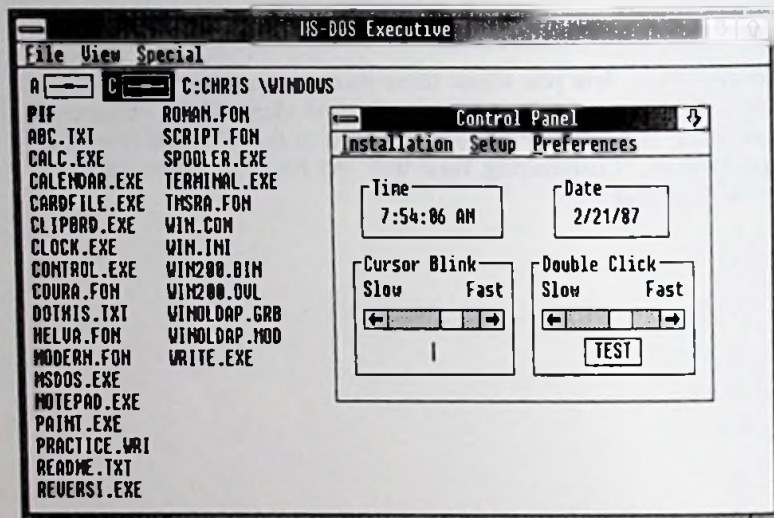 MS-DOS Executive
File View Special
A C C:CHRIS \WINDOWS
PIF ROMAN.FON
ABC.TXT SCRIPT.FON
CALC.EXE SPOOLER.EXE
CALENDAR.EXE TERMINAL.EXE
CARDFILE.EXE TMSRA.FON
CLIPBRD.EXE WIN.COM
CLOCK.EXE WIN.INI
CONTROL.EXE WIN200.BIN
COURA.FON WIN200.OVL
DOTHIS.TXT WINOLDAP.GRB
HELVA.FON WINOLDAP.MOD
MODERN.FON WRITE.EXE
MSDOS.EXE
NOTEPAD.EXE
PAINT.EXE
PRACTICE.WRI
README.TXT
REVERSI.EXE
Control Panel
Installation Setup Preferences
Time Date
7:54:06 AM 2/21/87
Cursor Blink Double Click
Slow Fast Slow Fast
TEST